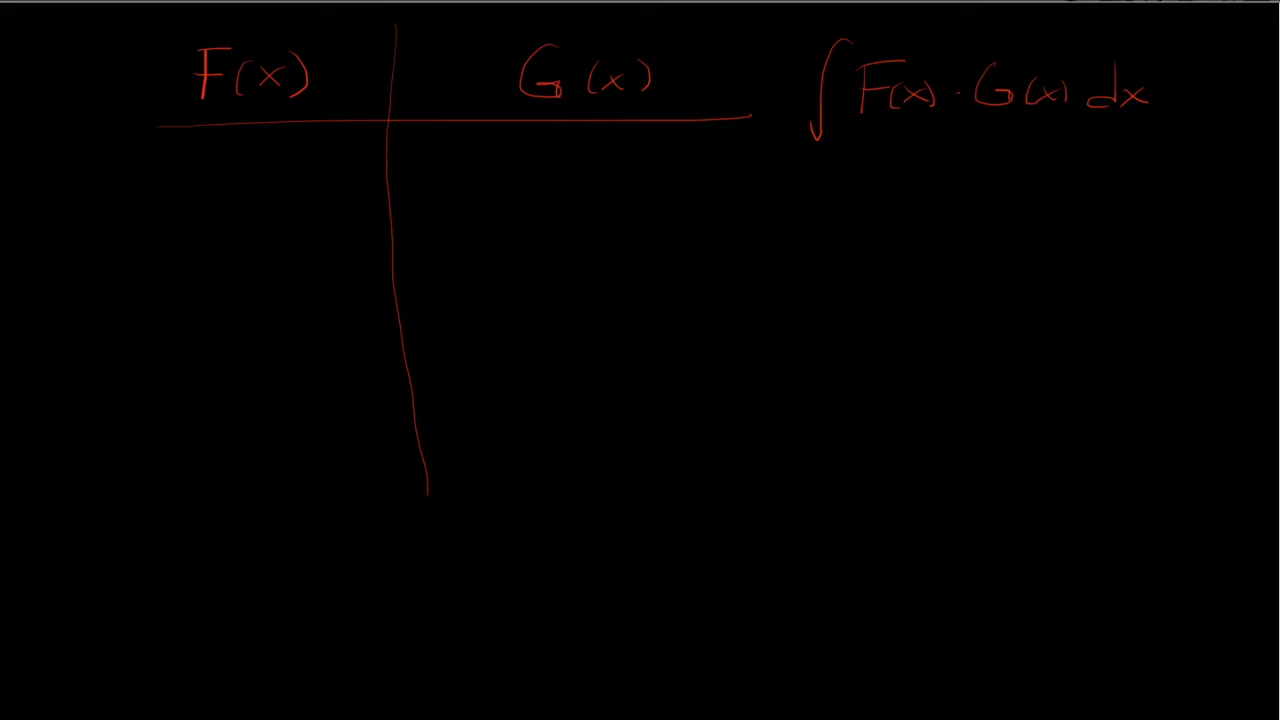 F(x) G(x) ∫ F(x) · G(x) dx